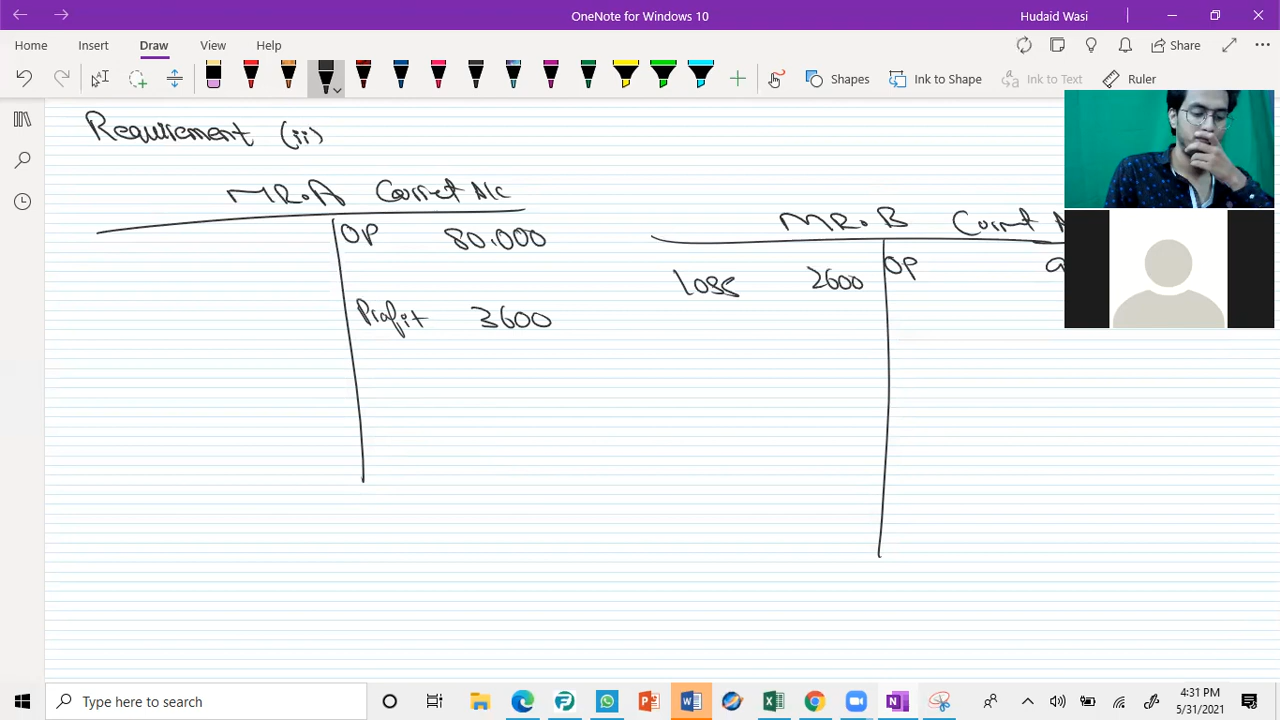 OneNote for Windows 10
Hudaid Wasi
Home Insert Draw View Help
Share
Shapes
Ink to Shape
Ink to Text
Ruler
Requirement (ii)
MR.A Corret A/c
OP 80,000
Profit 3600
MR.B Corret
loss 2600
OP
Type here to search
4:31 PM
5/31/2021